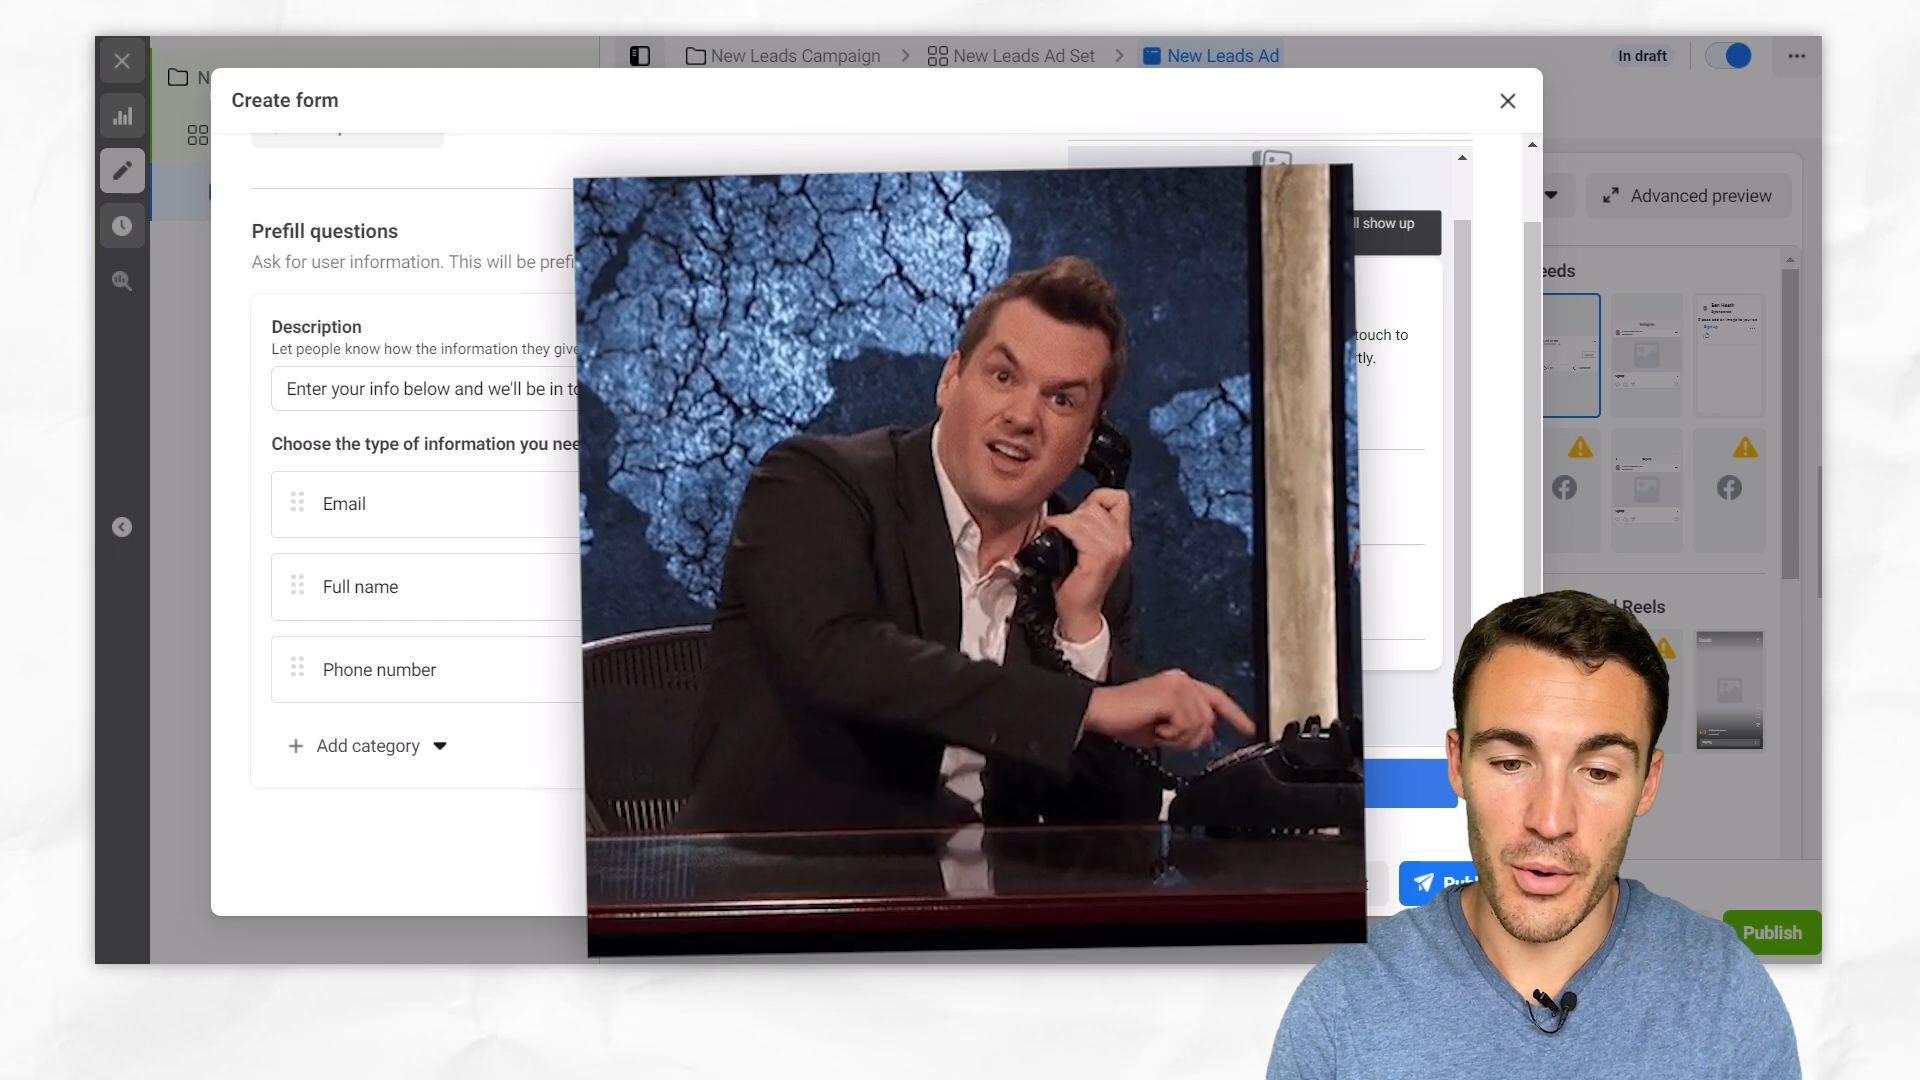 New Leads Campaign
New Leads Ad Set
New Leads Ad
In draft
N
Create form
Advanced preview
Prefill questions
Ask for user information. This will be prefi
ll show up
eeds
Description
Let people know how the information they give
touch to
tly.
Enter your info below and we'll be in to
Choose the type of information you nee
Email
Full name
Reels
Phone number
Add category
Publ
Publish